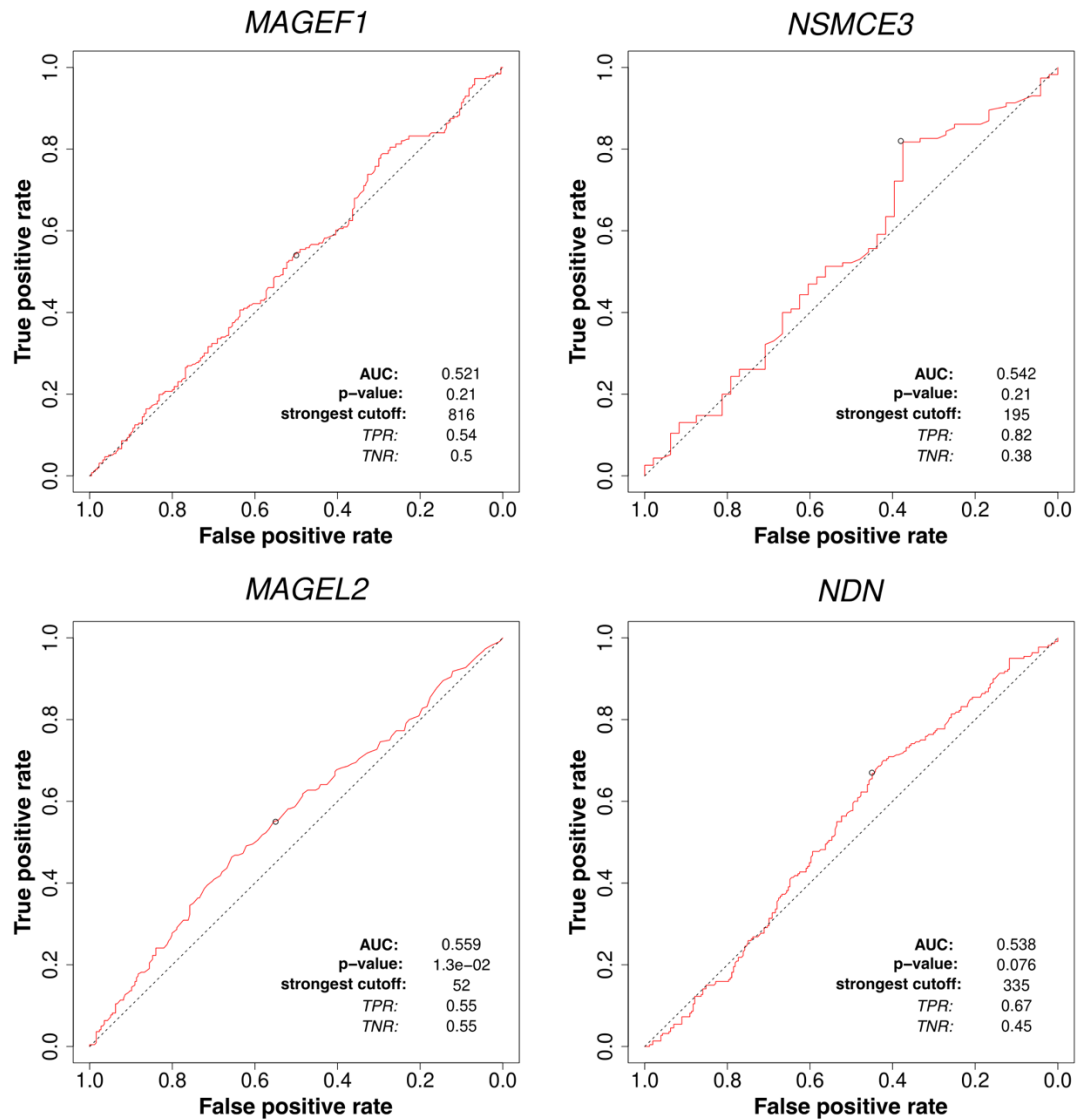 MAGEF1
True positive rate
1.0
0.8
0.6
0.4
0.2
0.0
AUC: 0.521
p-value: 0.21
strongest cutoff: 816
TPR: 0.54
TNR: 0.5
1.0 0.8 0.6 0.4 0.2 0.0
False positive rate
NSMCE3
True positive rate
1.0
0.8
0.6
0.4
0.2
0.0
AUC: 0.542
p-value: 0.21
strongest cutoff: 195
TPR: 0.82
TNR: 0.38
1.0 0.8 0.6 0.4 0.2 0.0
False positive rate
MAGEL2
True positive rate
1.0
0.8
0.6
0.4
0.2
0.0
AUC: 0.559
p-value: 1.3e-02
strongest cutoff: 52
TPR: 0.55
TNR: 0.55
1.0 0.8 0.6 0.4 0.2 0.0
False positive rate
NDN
True positive rate
1.0
0.8
0.6
0.4
0.2
0.0
AUC: 0.538
p-value: 0.076
strongest cutoff: 335
TPR: 0.67
TNR: 0.45
1.0 0.8 0.6 0.4 0.2 0.0
False positive rate